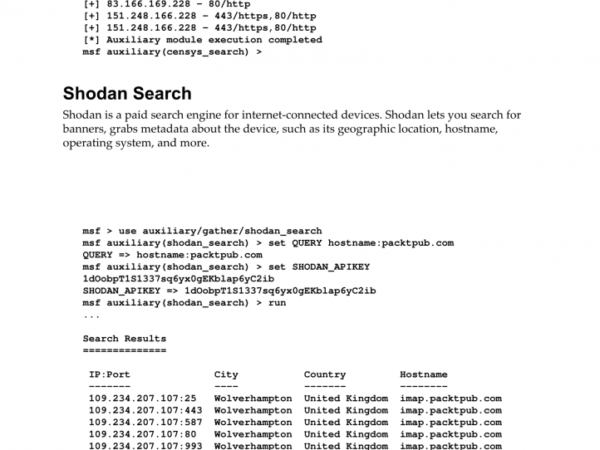 [+] 83.166.169.228 – 80/http
[+] 151.248.166.228 – 443/https,80/http
[+] 151.248.166.228 – 443/https,80/http
[*] Auxiliary module execution completed
msf auxiliary(censys_search) >
Shodan Search
Shodan is a paid search engine for internet-connected devices. Shodan lets you search for
banners, grabs metadata about the device, such as its geographic location, hostname,
operating system, and more.
msf > use auxiliary/gather/shodan_search
msf auxiliary(shodan_search) > set QUERY hostname:packtpub.com
QUERY => hostname:packtpub.com
msf auxiliary(shodan_search) > set SHODAN_APIKEY
1dOobpT1S1337sq6yx0gEKblap6yC2ib
SHODAN_APIKEY => 1dOobpT1S1337sq6yx0gEKblap6yC2ib
msf auxiliary(shodan_search) > run
...
Search Results
==============
IP:Port City Country Hostname
------- ---- ------- --------
109.234.207.107:25 Wolverhampton United Kingdom imap.packtpub.com
109.234.207.107:443 Wolverhampton United Kingdom imap.packtpub.com
109.234.207.107:587 Wolverhampton United Kingdom imap.packtpub.com
109.234.207.107:80 Wolverhampton United Kingdom imap.packtpub.com
109.234.207.107:993 Wolverhampton United Kingdom imap.packtpub.com